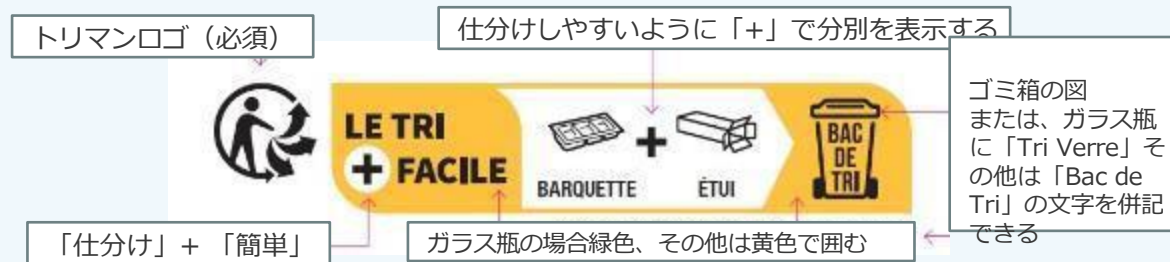 トリマンロゴ（必須）
仕分けしやすいように「+」で分別を表示する
ゴミ箱の図
または、ガラス瓶
に「Tri Verre」そ
の他は「Bac de
Tri」の文字を併記
できる
LE TRI
+ FACILE
BARQUETTE
+
ÉTUI
BAC
DE
TRI
「仕分け」+ 「簡単」
ガラス瓶の場合緑色、その他は黄色で囲む